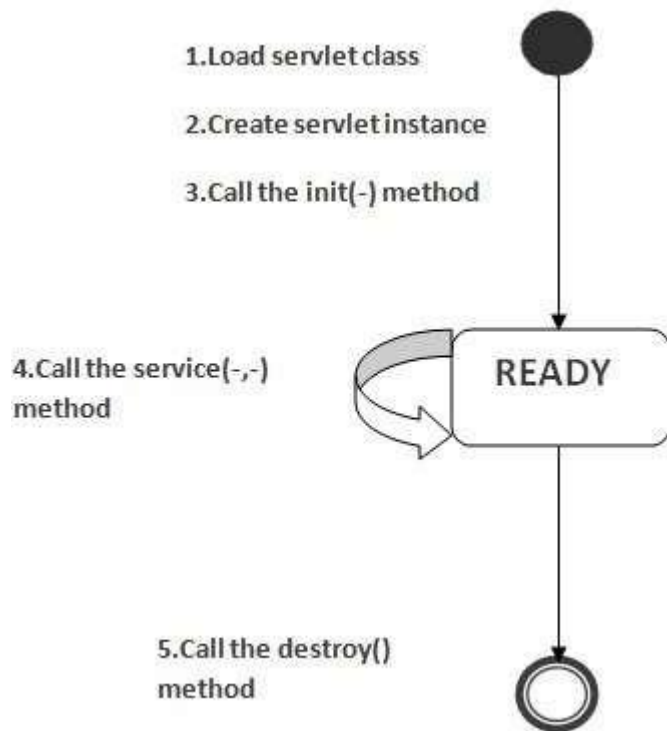 1.Load servlet class
2.Create servlet instance
3.Call the init(-) method
READY
4.Call the service(-,-)
method
5.Call the destroy()
method